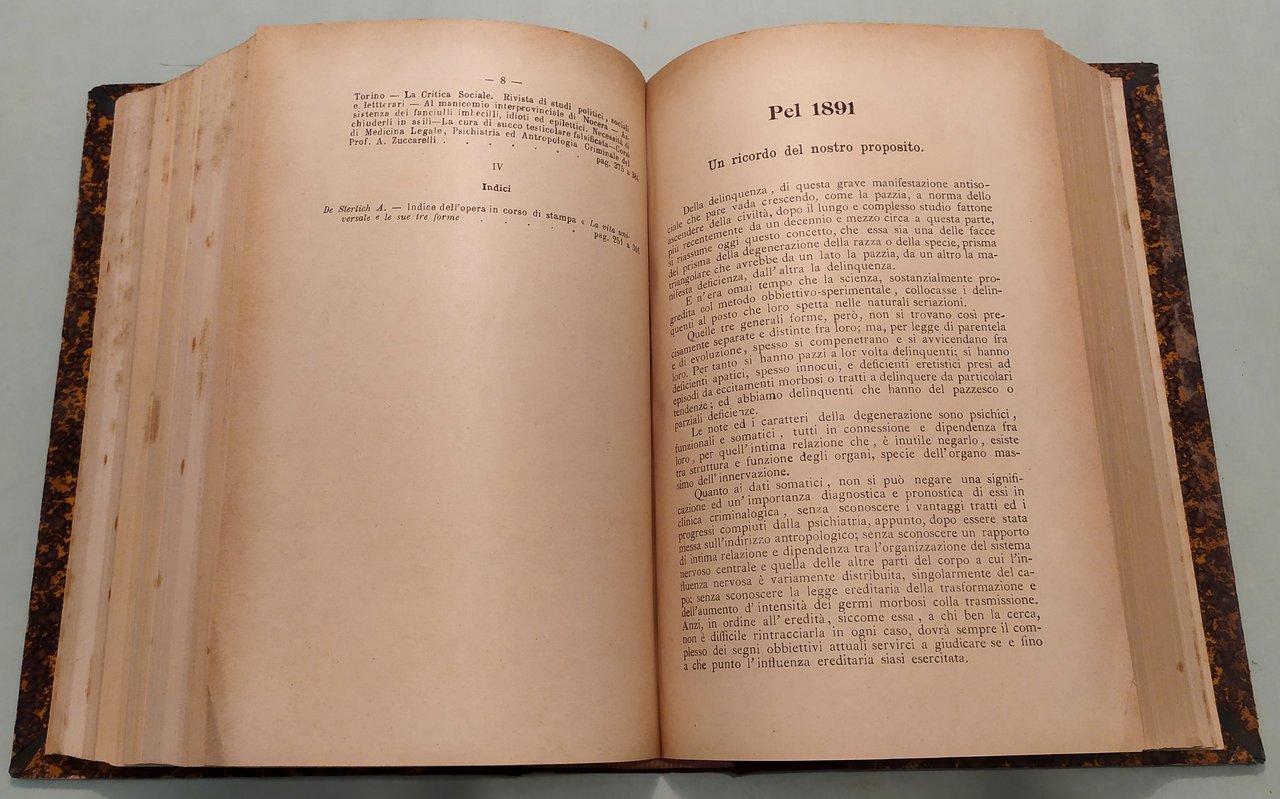 — 8 —
Torino — La Critica Sociale. Rivista di studi politici, sociali
e lettterari — Al manicomio interprovinciale di Nocera — As-
sistenza dei fanciulli imbecilli, idioti ed epilettici. Necessità di
chiuderli in asili—La cura di succo testicolare falsificata—Corso
di Medicina Legale, Psichiatria ed Antropologia Criminale del
Prof. A. Zuccarelli . . . . . . . pag. 375 a 384
IV
Indici
De Sterlich A. — Indice dell'opera in corso di stampa « La vita uni-
versale e le sue tre forme . . . . . . pag. 251 a
Pel 1891
Un ricordo del nostro proposito.
Della delinquenza, di questa grave manifestazione antiso-
ciale che pare vada crescendo, come la pazzia, a norma dello
ascendere della civiltà, dopo il lungo e complesso studio fattone
più recentemente da un decennio e mezzo circa a questa parte,
si riassume oggi questo concetto, che essa sia una delle facce
del prisma della degenerazione della razza o della specie, prisma
triangolare che avrebbe da un lato la pazzia, da un altro la ma-
nifesta deficienza, dall'altra la delinquenza.
E n'era omai tempo che la scienza, sostanzialmente pro-
gredita col metodo obbiettivo-sperimentale, collocasse i delin-
quenti al posto che loro spetta nelle naturali seriazioni.
Quelle tre generali forme, però, non si trovano così pre-
cisamente separate e distinte fra loro; ma, per legge di parentela
e di evoluzione, spesso si compenetrano e si avvicendano fra
loro. Per tanto si hanno pazzi a lor volta delinquenti; si hanno
deficienti apatici, spesso innocui, e deficienti eretistici presi ad
episodi da eccitamenti morbosi o tratti a delinquere da particolari
tendenze; ed abbiamo delinquenti che hanno del pazzesco o
parziali deficienze.
Le note ed i caratteri della degenerazione sono psichici,
funzionali e somatici, tutti in connessione e dipendenza fra
loro, per quell'intima relazione che, è inutile negarlo, esiste
tra struttura e funzione degli organi, specie dell'organo mas-
simo dell'innervazione.
Quanto ai dati somatici, non si può negare una signifi-
cazione ed un'importanza diagnostica e pronostica di essi in
clinica criminalogica, senza sconoscere i vantaggi tratti ed i
progressi compiuti dalla psichiatria, appunto, dopo essere stata
messa sull'indirizzo antropologico; senza sconoscere un rapporto
di intima relazione e dipendenza tra l'organizzazione del sistema
nervoso centrale e quella delle altre parti del corpo a cui l'in-
fluenza nervosa è variamente distribuita, singolarmente del ca-
po; senza sconoscere la legge ereditaria della trasformazione e
dell'aumento d'intensità dei germi morbosi colla trasmissione.
Anzi, in ordine all'eredità, siccome essa, a chi ben la cerca,
non è difficile rintracciarla in ogni caso, dovrà sempre il com-
plesso dei segni obbiettivi attuali servirci a giudicare se e fino
a che punto l'influenza ereditaria siasi esercitata.